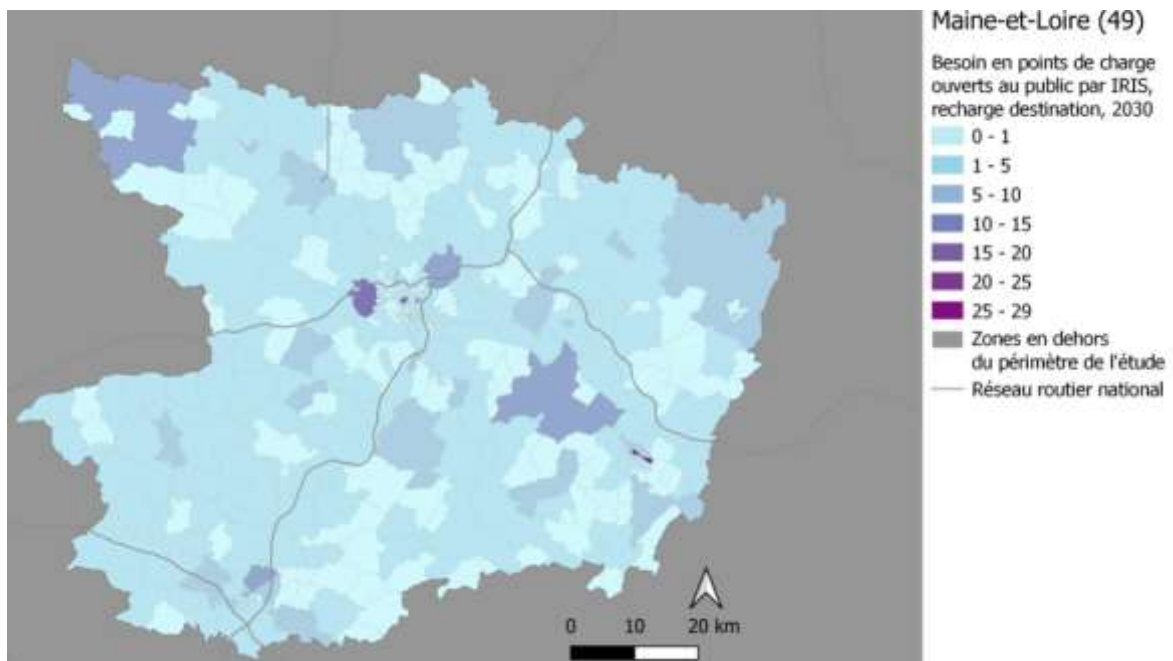 Maine-et-Loire (49)
Besoin en points de charge
ouverts au public par IRIS,
recharge destination, 2030
0 - 1
1 - 5
5 - 10
10 - 15
15 - 20
20 - 25
25 - 29
Zones en dehors
du périmètre de l'étude
Réseau routier national
0 10 20 km